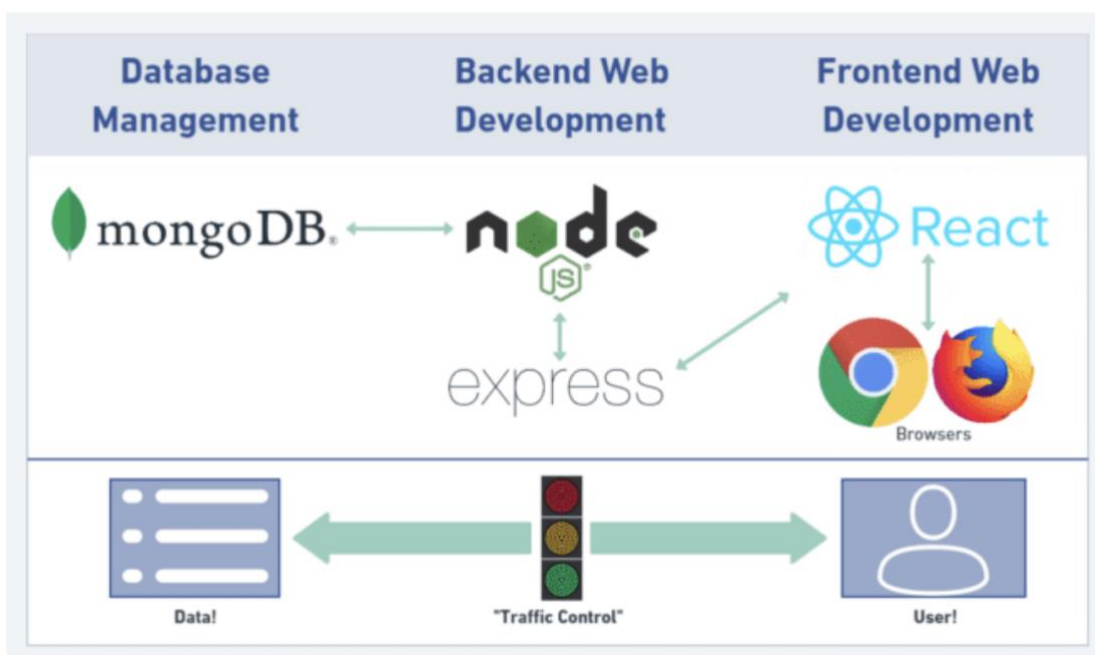 Database
Management
Backend Web
Development
Frontend Web
Development
mongoDB®
node
JS®
React
express
Browsers
Data!
"Traffic Control"
User!